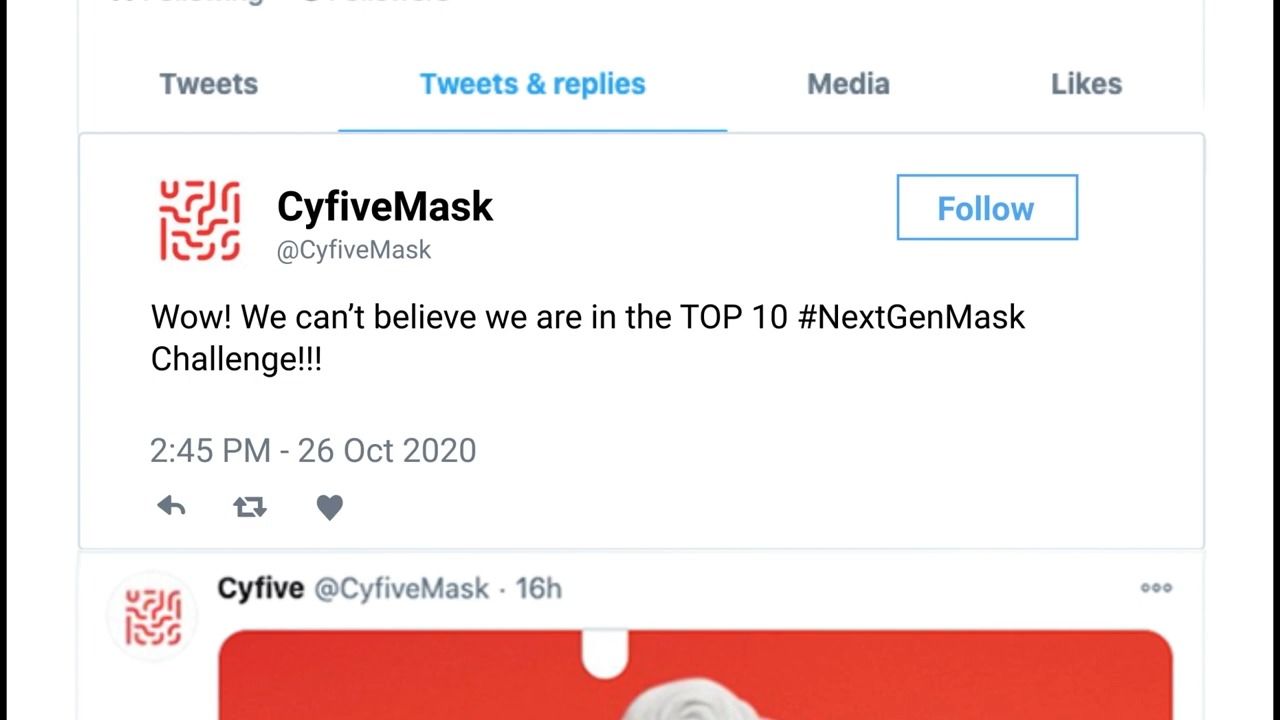 Tweets Tweets & replies Media Likes
CyfiveMask
Follow
@CyfiveMask
Wow! We can’t believe we are in the TOP 10 #NextGenMask
Challenge!!!
2:45 PM - 26 Oct 2020
Cyfive @CyfiveMask · 16h